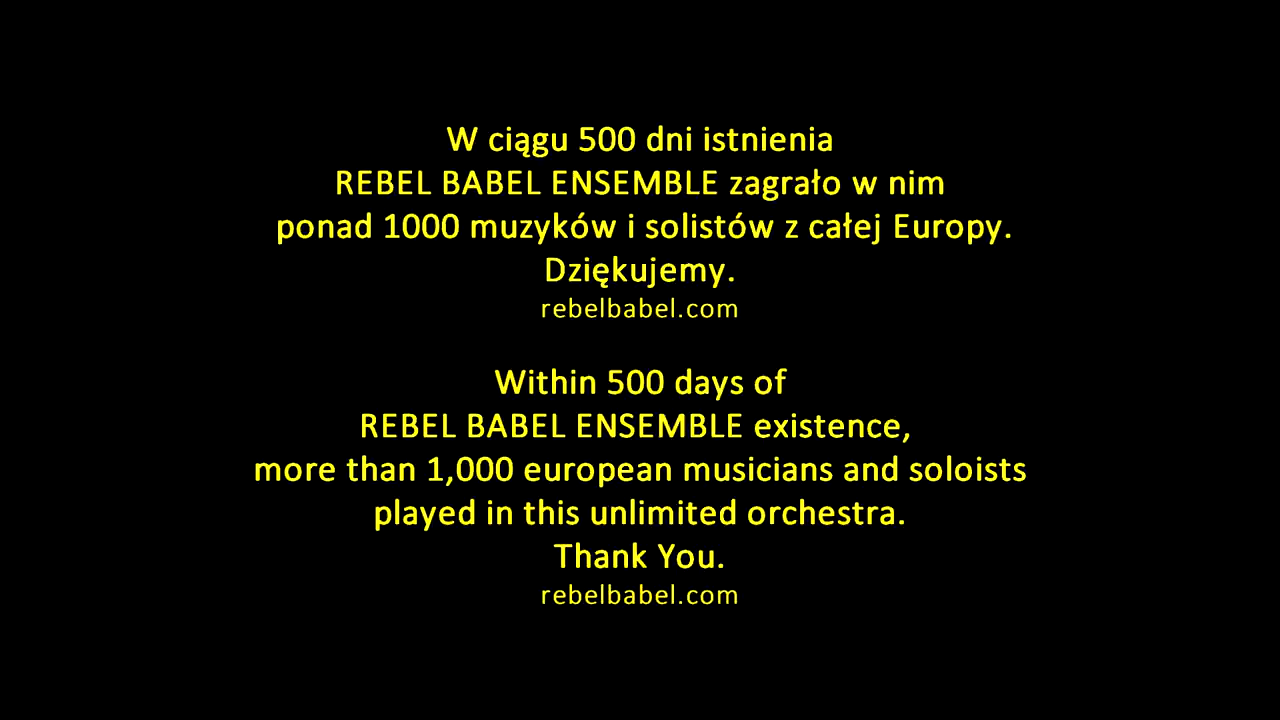 W ciągu 500 dni istnienia
REBEL BABEL ENSEMBLE zagrało w nim
ponad 1000 muzyków i solistów z całej Europy.
Dziękujemy.
rebelbabel.com
Within 500 days of
REBEL BABEL ENSEMBLE existence,
more than 1,000 european musicians and soloists
played in this unlimited orchestra.
Thank You.
rebelbabel.com